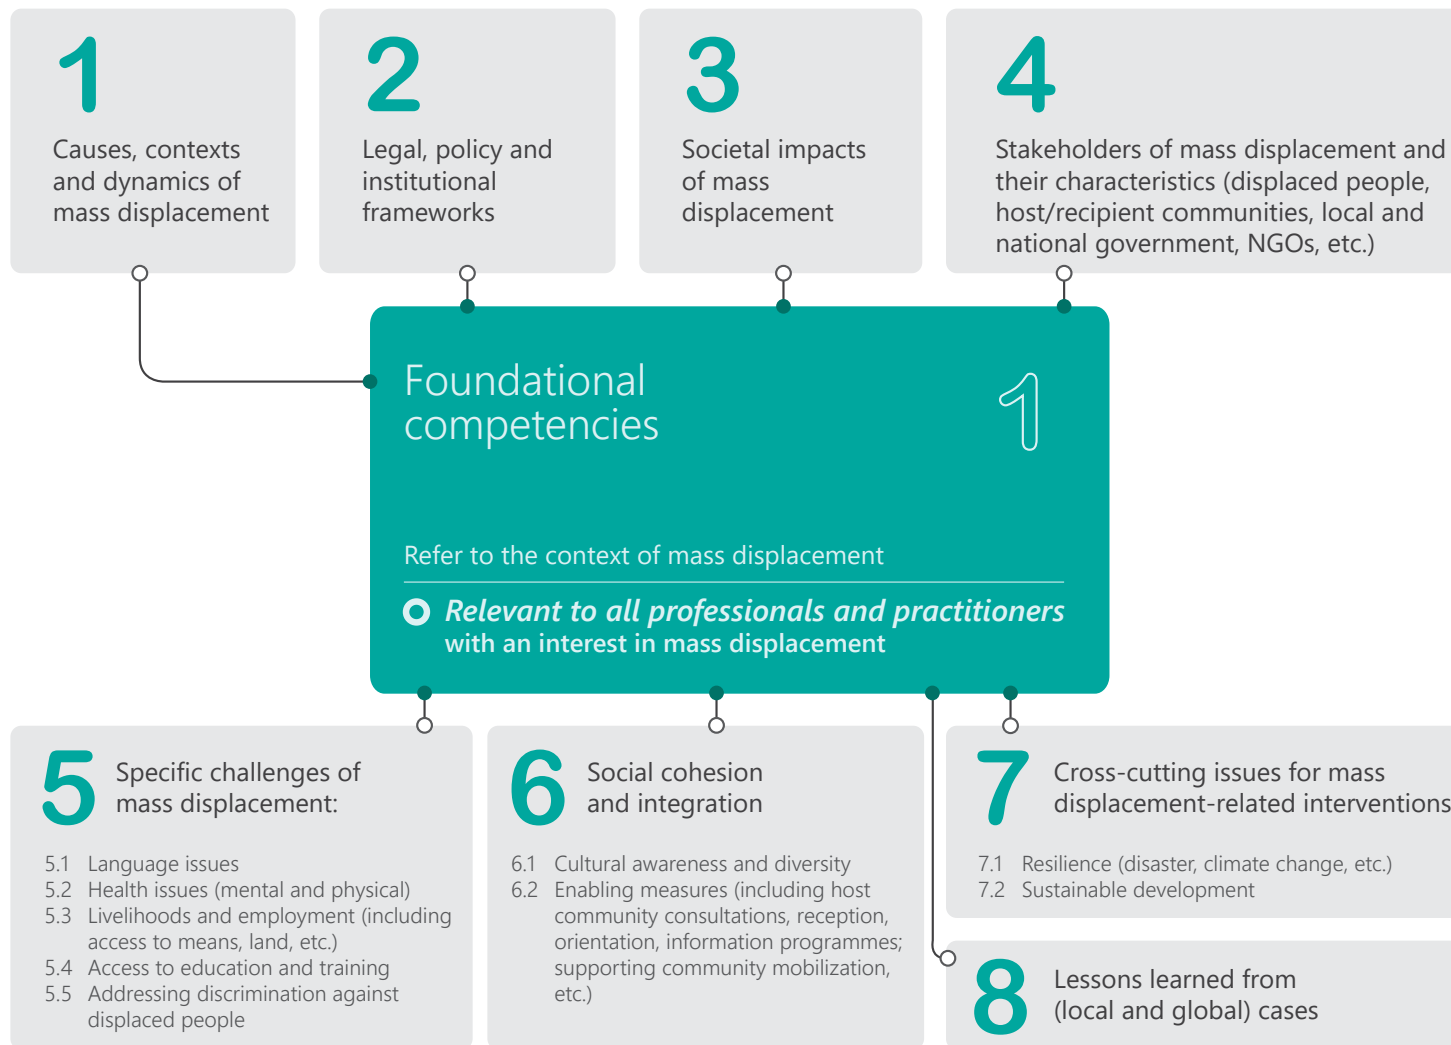 1
Causes, contexts
and dynamics of
mass displacement
2
Legal, policy and
institutional
frameworks
3
Societal impacts
of mass
displacement
4
Stakeholders of mass displacement and
their characteristics (displaced people,
host/recipient communities, local and
national government, NGOs, etc.)
Foundational
competencies
1
Refer to the context of mass displacement
Relevant to all professionals and practitioners
with an interest in mass displacement
5
Specific challenges of
mass displacement:
5.1 Language issues
5.2 Health issues (mental and physical)
5.3 Livelihoods and employment (including
access to means, land, etc.)
5.4 Access to education and training
5.5 Addressing discrimination against
displaced people
6
Social cohesion
and integration
6.1 Cultural awareness and diversity
6.2 Enabling measures (including host
community consultations, reception,
orientation, information programmes;
supporting community mobilization,
etc.)
7
Cross-cutting issues for mass
displacement-related interventions
7.1 Resilience (disaster, climate change, etc.)
7.2 Sustainable development
8
Lessons learned from
(local and global) cases